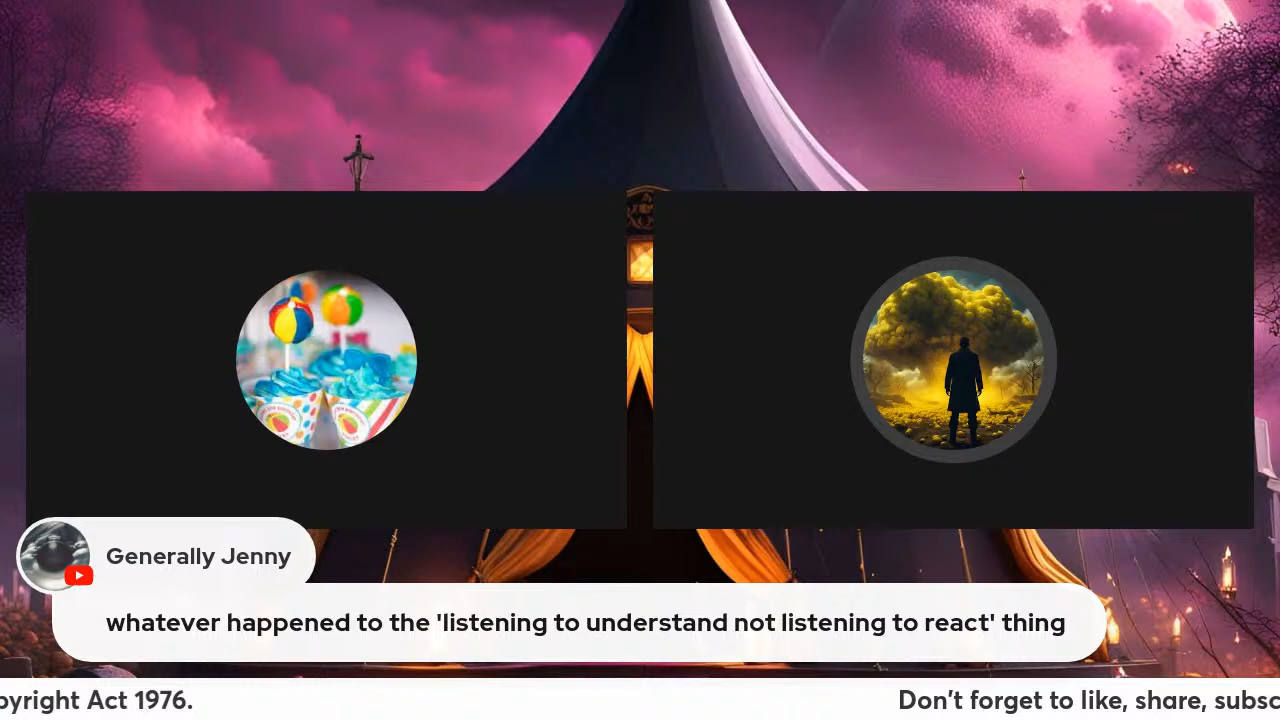 Generally Jenny
whatever happened to the 'listening to understand not listening to react' thing
opyright Act 1976.
Don't forget to like, share, subsc